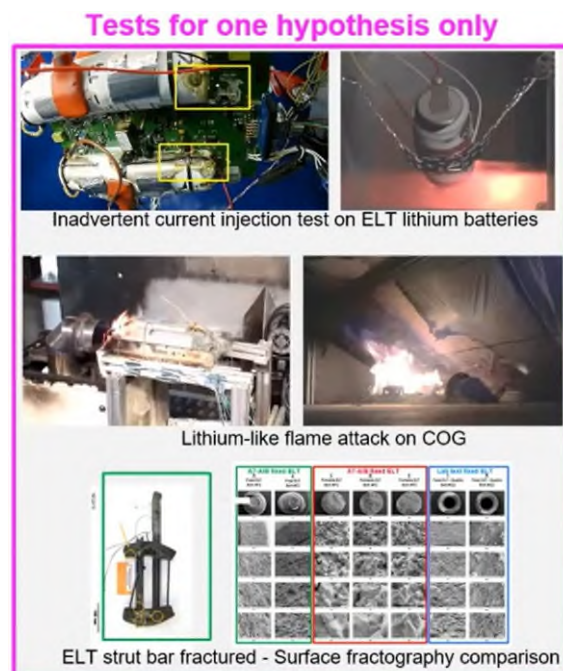 Tests for one hypothesis only
Inadvertent current injection test on ELT lithium batteries
Lithium-like flame attack on COG
ELT strut bar fractured - Surface fractography comparison